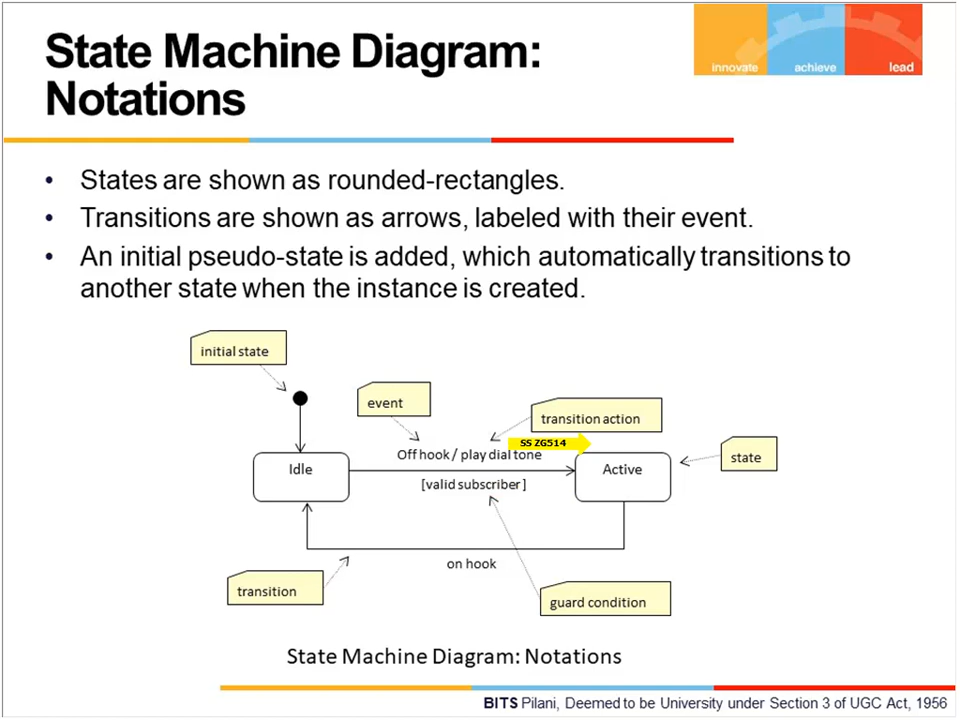 State Machine Diagram:
Notations
innovate achieve lead
• States are shown as rounded-rectangles.
• Transitions are shown as arrows, labeled with their event.
• An initial pseudo-state is added, which automatically transitions to
another state when the instance is created.
initial state
event
transition action
SS ZG514
Off hook / play dial tone
state
Idle
Active
[valid subscriber ]
on hook
transition
guard condition
State Machine Diagram: Notations
BITS Pilani, Deemed to be University under Section 3 of UGC Act, 1956